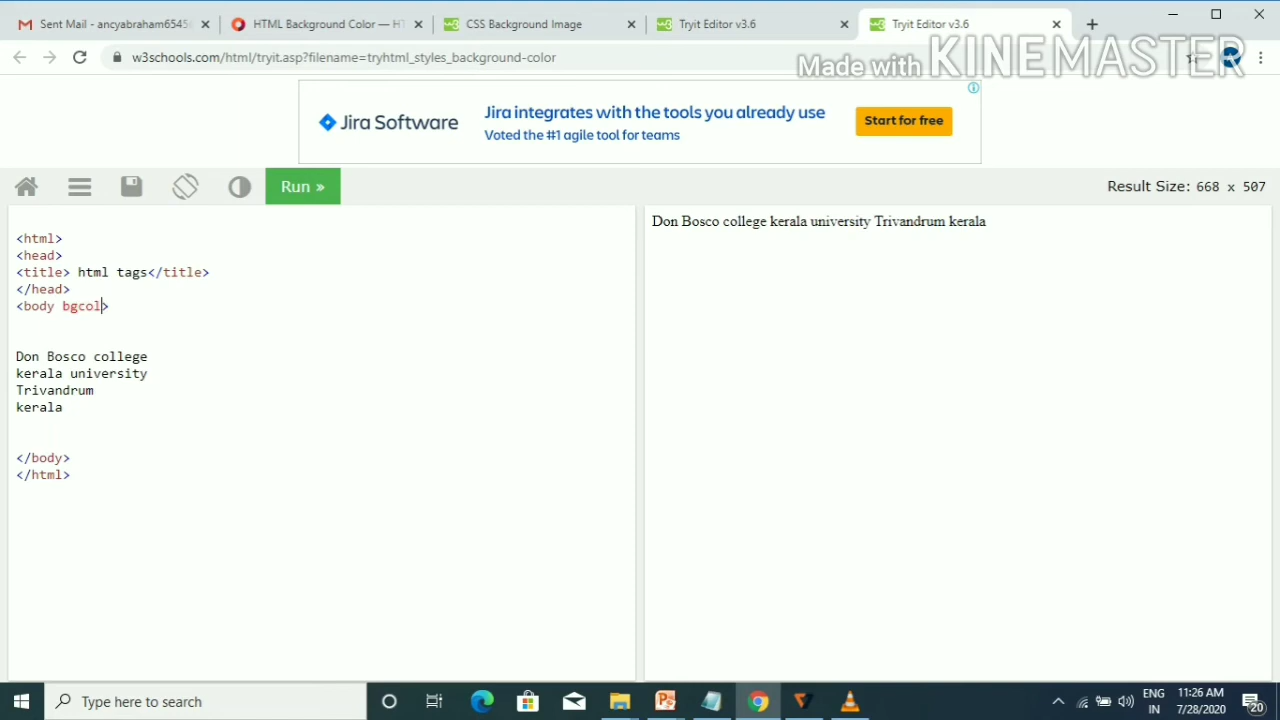 Sent Mail - ancyabraham6545
HTML Background Color — HT
CSS Background Image
Tryit Editor v3.6
Tryit Editor v3.6
w3schools.com/html/tryit.asp?filename=tryhtml_styles_background-color
Made with KINEMASTER
Jira Software
Jira integrates with the tools you already use
Voted the #1 agile tool for teams
Start for free
Run »
Result Size: 668 x 507
<html>
<head>
<title> html tags</title>
</head>
<body bgcol>
Don Bosco college
kerala university
Trivandrum
kerala
</body>
</html>
Don Bosco college kerala university Trivandrum kerala
Type here to search
ENG
IN
11:26 AM
7/28/2020
20